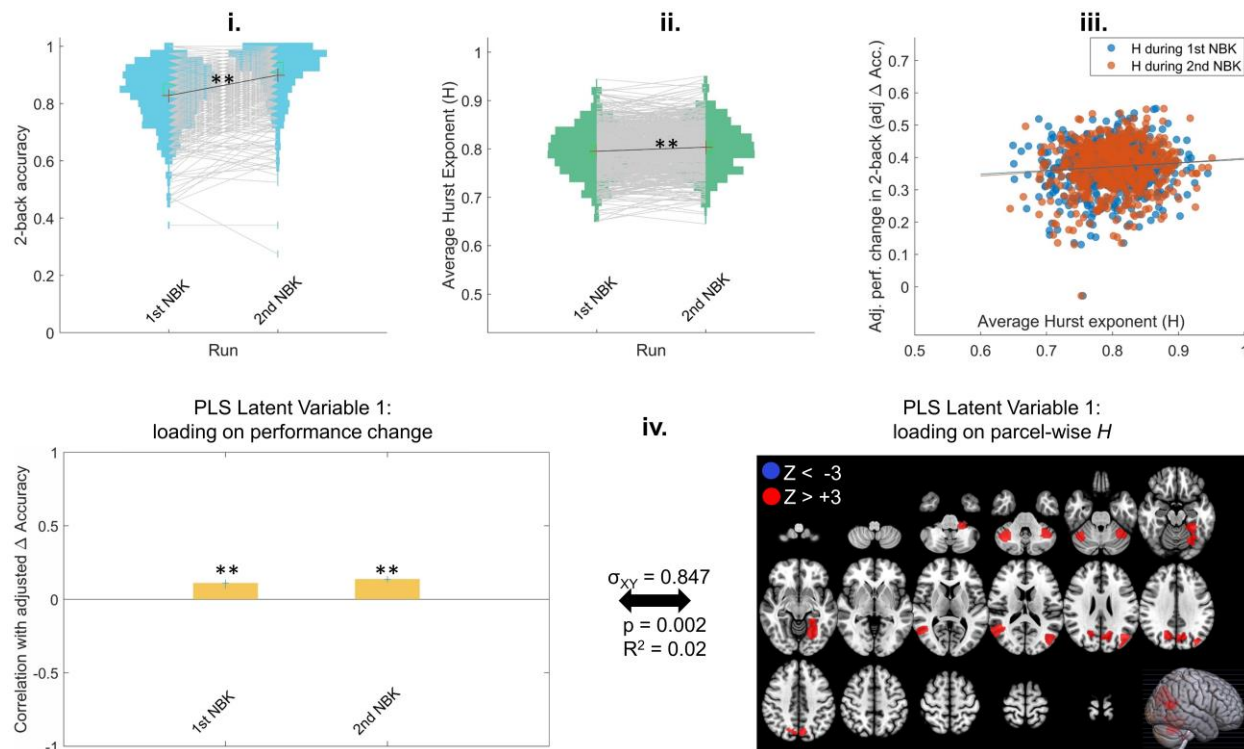 i.
2-back accuracy
1
0.8
0.6
0.4
0.2
0
**
1st NBK
2nd NBK
Run
ii.
Average Hurst Exponent (H)
1
0.9
0.8
0.7
0.6
0.5
**
1st NBK
2nd NBK
Run
iii.
Adj. perf. change in 2-back (adj Δ Acc.)
0.7
0.6
0.5
0.4
0.3
0.2
0.1
0
H during 1st NBK
H during 2nd NBK
Average Hurst exponent (H)
0.5 0.6 0.7 0.8 0.9 1
PLS Latent Variable 1:
loading on performance change
Correlation with adjusted Δ Accuracy
1
0.5
0
-0.5
-1
** **
1st NBK
2nd NBK
iv.
σXY = 0.847
p = 0.002
R² = 0.02
PLS Latent Variable 1:
loading on parcel-wise H
Z < -3
Z > +3